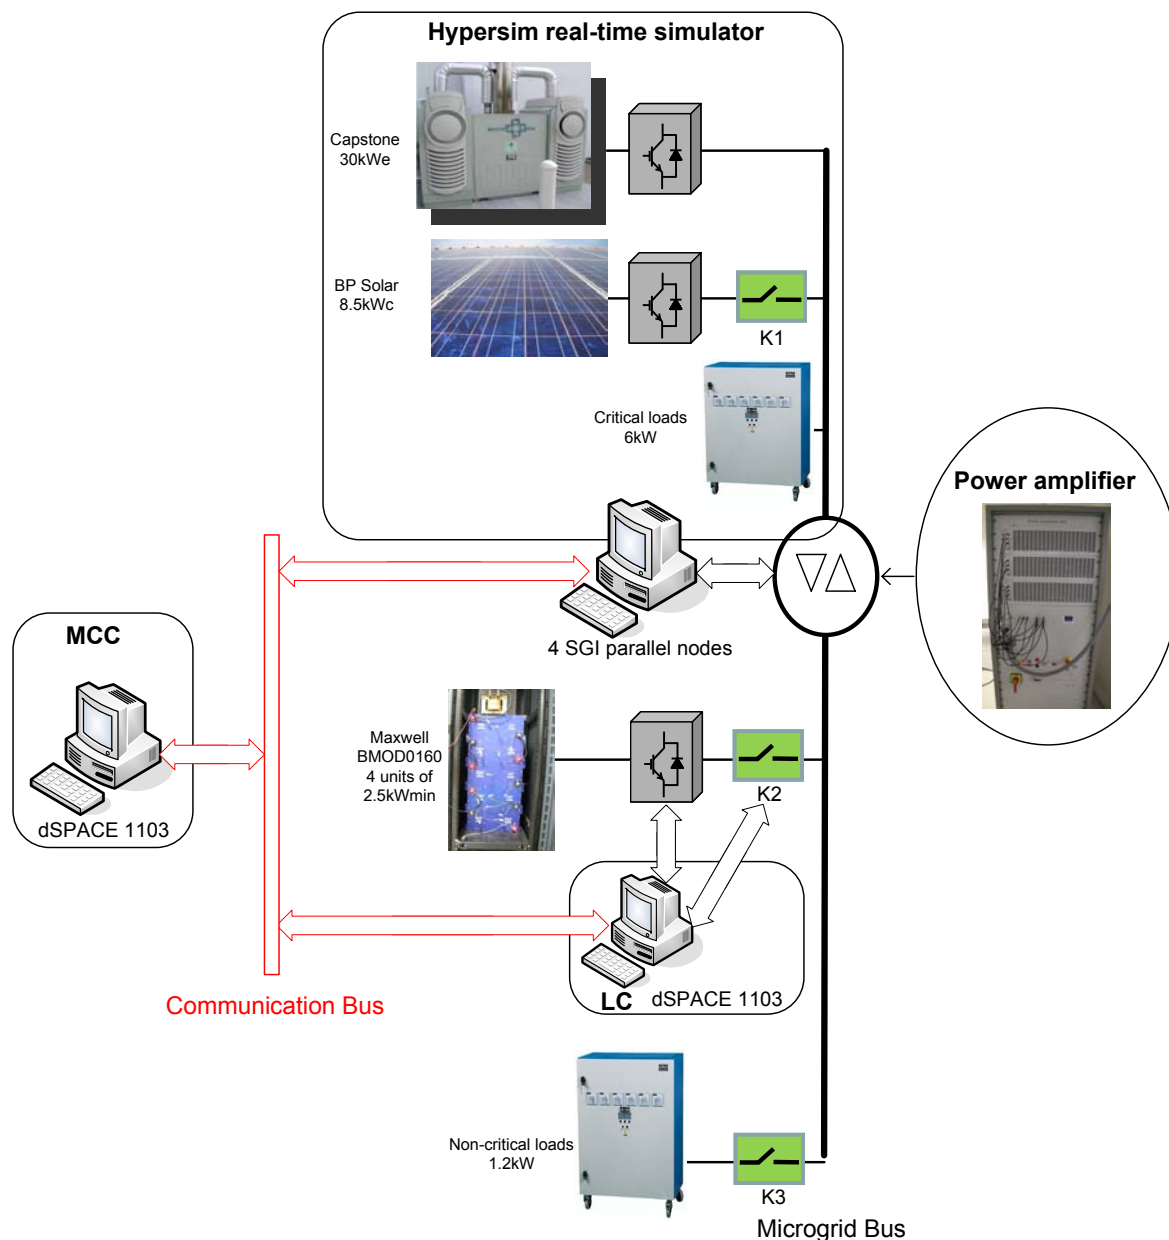 Hypersim real-time simulator
Capstone
30kWe
BP Solar
8.5kWc
K1
Critical loads
6kW
Power amplifier
4 SGI parallel nodes
MCC
dSPACE 1103
Maxwell
BMOD0160
4 units of
2.5kWmin
K2
LC
dSPACE 1103
Communication Bus
Non-critical loads
1.2kW
K3
Microgrid Bus